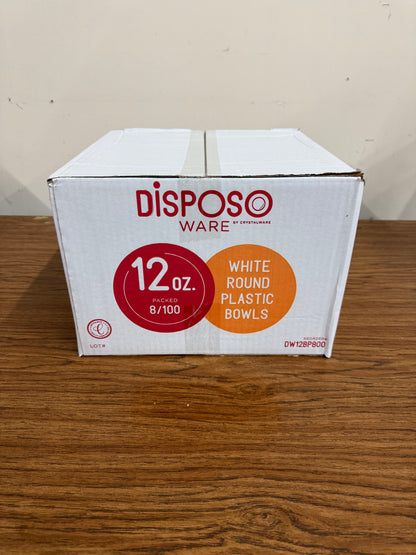 DISPOSO
WARE BY CRYSTALWARE
12 OZ.
PACKED
8/100
WHITE
ROUND
PLASTIC
BOWLS
LOT#
DW12BP800